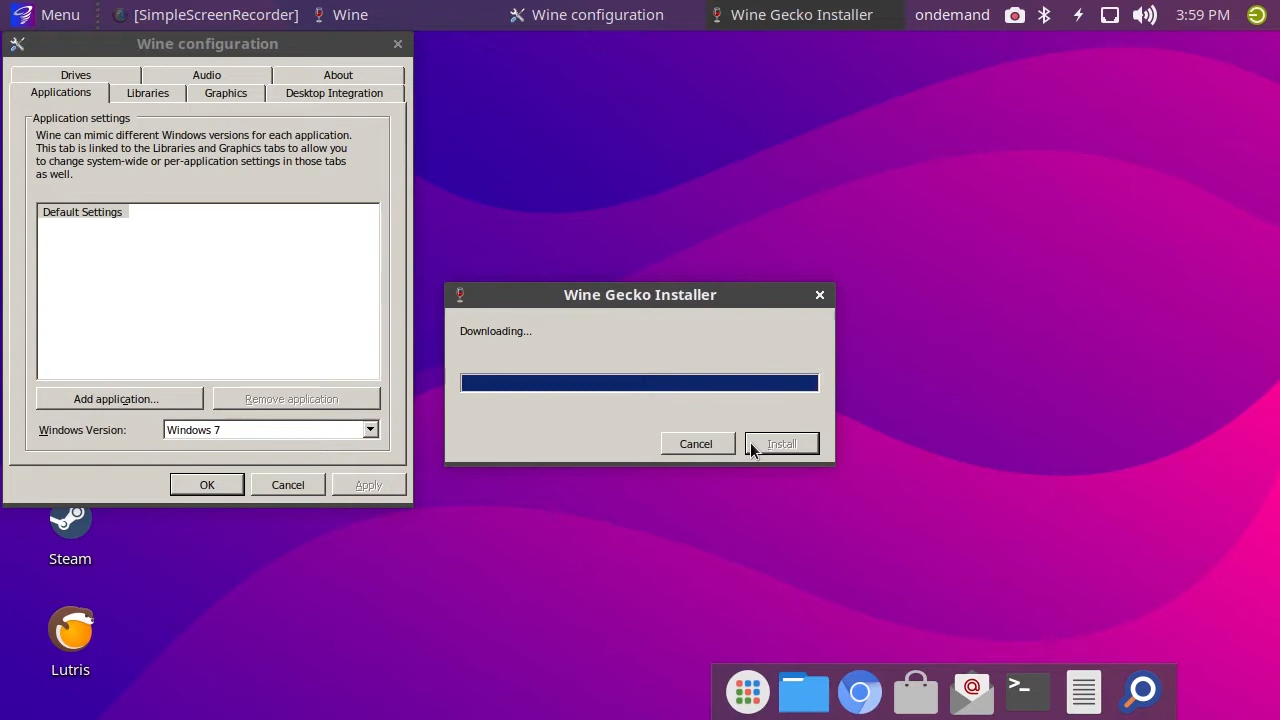 Menu
[SimpleScreenRecorder]
Wine
Wine configuration
Wine Gecko Installer
ondemand
3:59 PM
Wine configuration
Drives
Audio
About
Applications
Libraries
Graphics
Desktop Integration
Application settings
Wine can mimic different Windows versions for each application.
This tab is linked to the Libraries and Graphics tabs to allow you
to change system-wide or per-application settings in those tabs
as well.
Default Settings
Add application...
Remove application
Windows Version:
Windows 7
OK
Cancel
Apply
Wine Gecko Installer
Downloading...
Cancel
Install
Steam
Lutris
@
>_